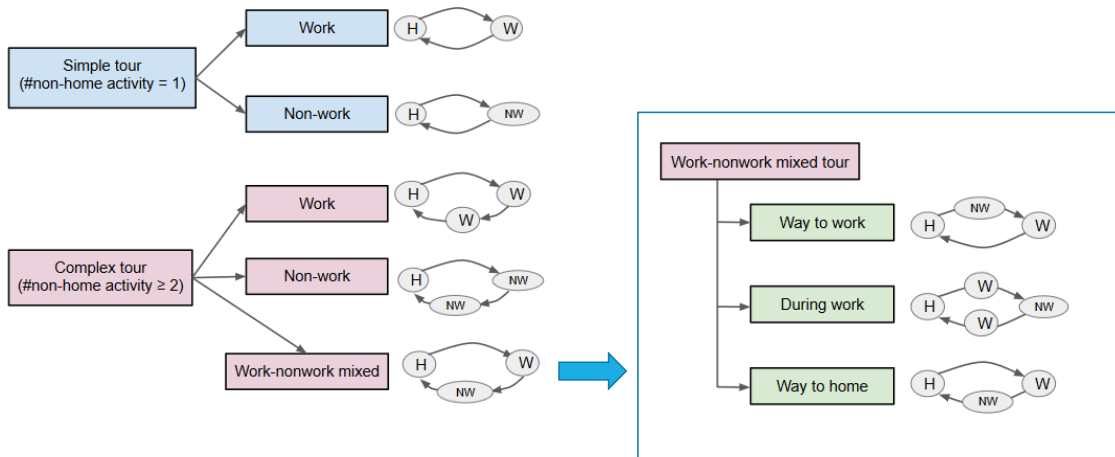 Simple tour
(#non-home activity = 1)
Work
H
W
Non-work
H
NW
Complex tour
(#non-home activity ≥ 2)
Work
H
W
W
Non-work
H
NW
NW
Work-nonwork mixed
H
W
NW
Work-nonwork mixed tour
Way to work
H
NW
W
During work
H
W
NW
W
Way to home
H
W
NW